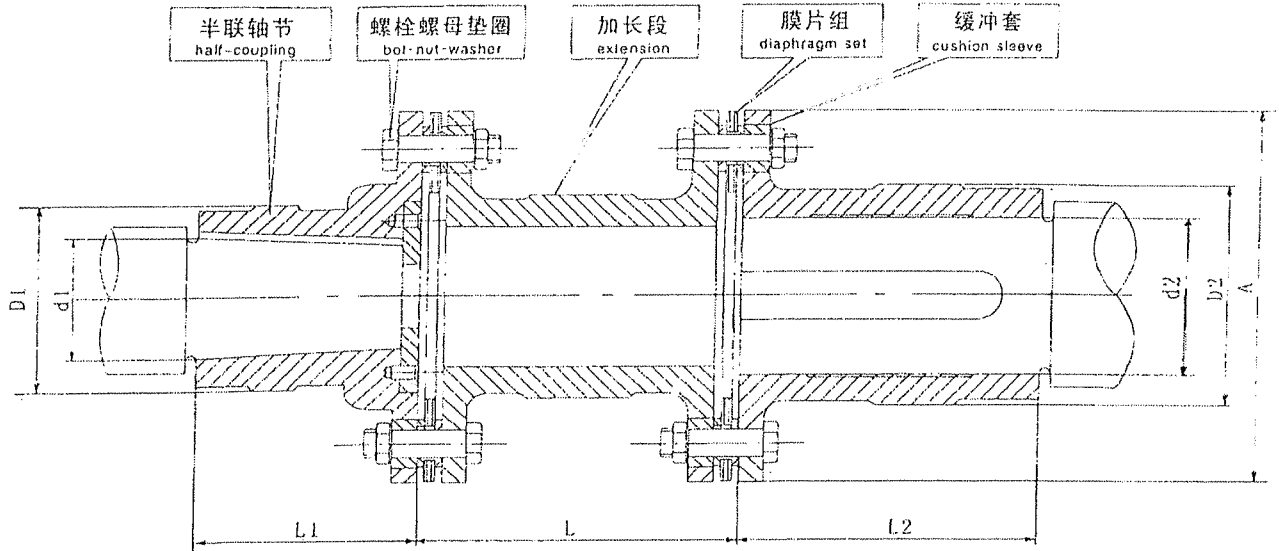 半联轴节
half-coupling
螺栓螺母垫圈
bot-nut-washer
加长段
extension
膜片组
diaphragm set
缓冲套
cushion sleeve
D1
d1
d2
D2
A
L1
L
L2